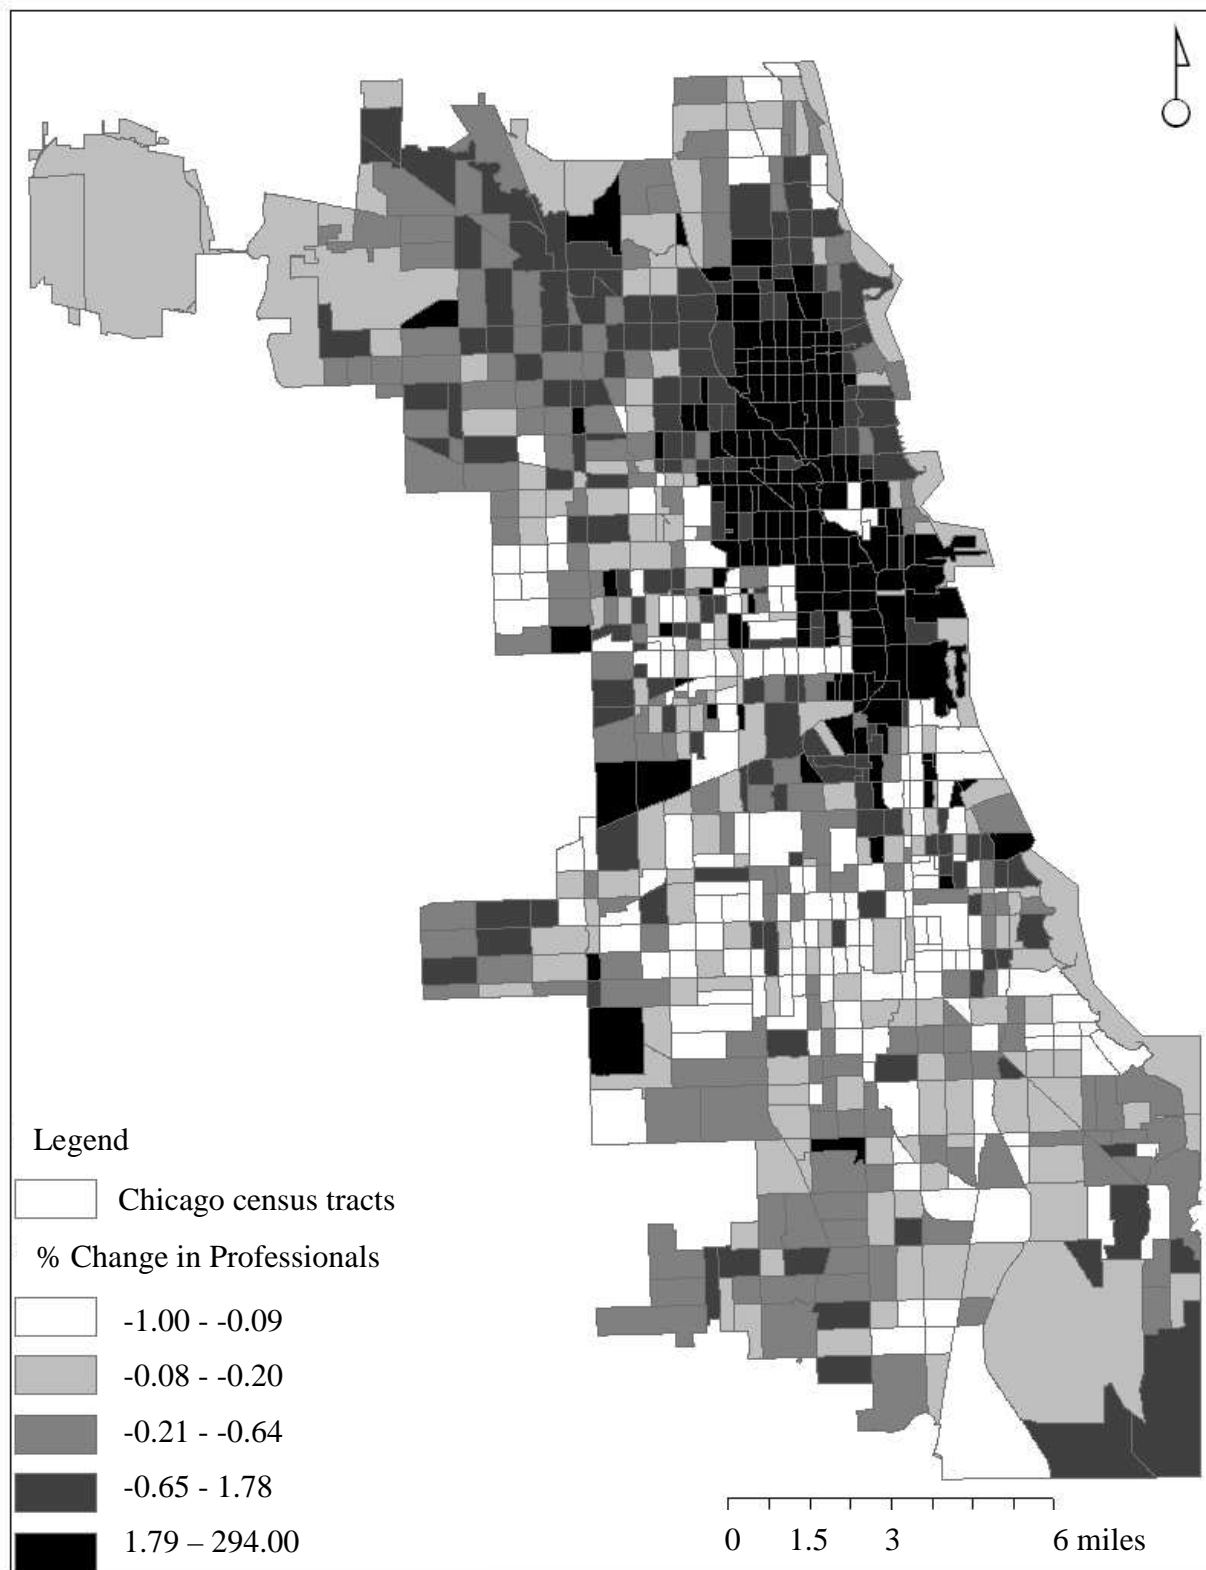 Legend
Chicago census tracts
% Change in Professionals
-1.00 - -0.09
-0.08 - -0.20
-0.21 - -0.64
-0.65 - 1.78
1.79 – 294.00
0 1.5 3 6 miles